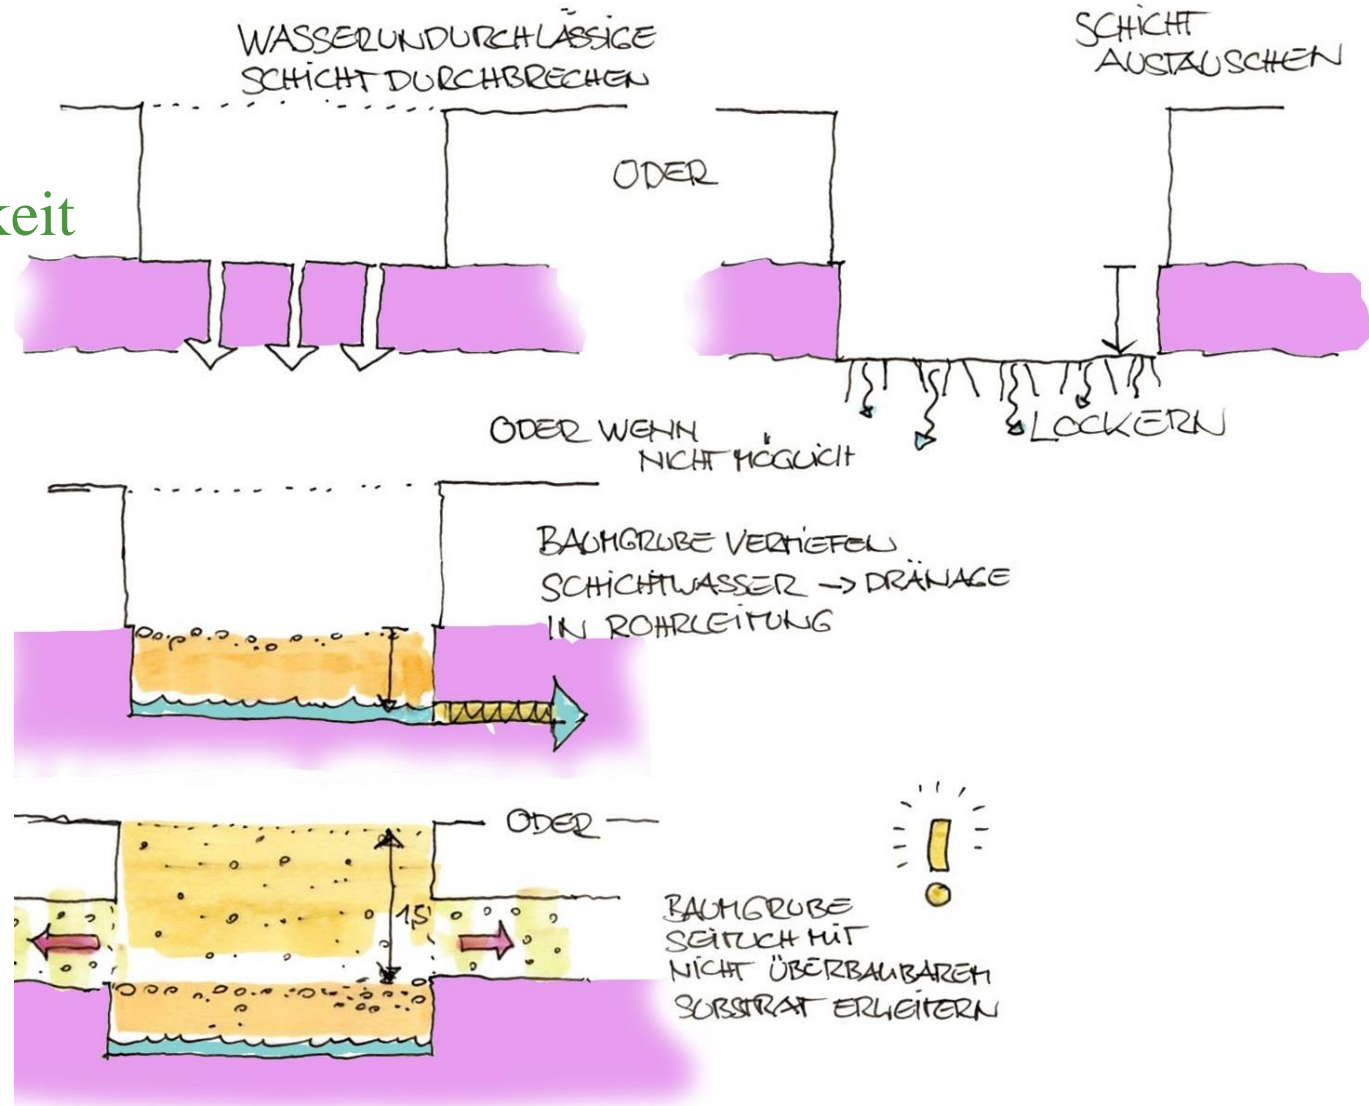 WASSERUNDURCHLÄSSIGE
SCHICHT DURCHBRECHEN
SCHICHT
AUSTAUSCHEN
ODER
keit
LOCKERN
ODER WENN
NICHT MÖGLICH
BAUMGRUBE VERTIEFEN
SCHICHTWASSER -> DRÄNAGE
IN ROHRLEITUNG
ODER
1,5
BAUMGRUBE
SEITLICH MIT
NICHT ÜBERBAUBAREM
SUBSTRAT ERWEITERN